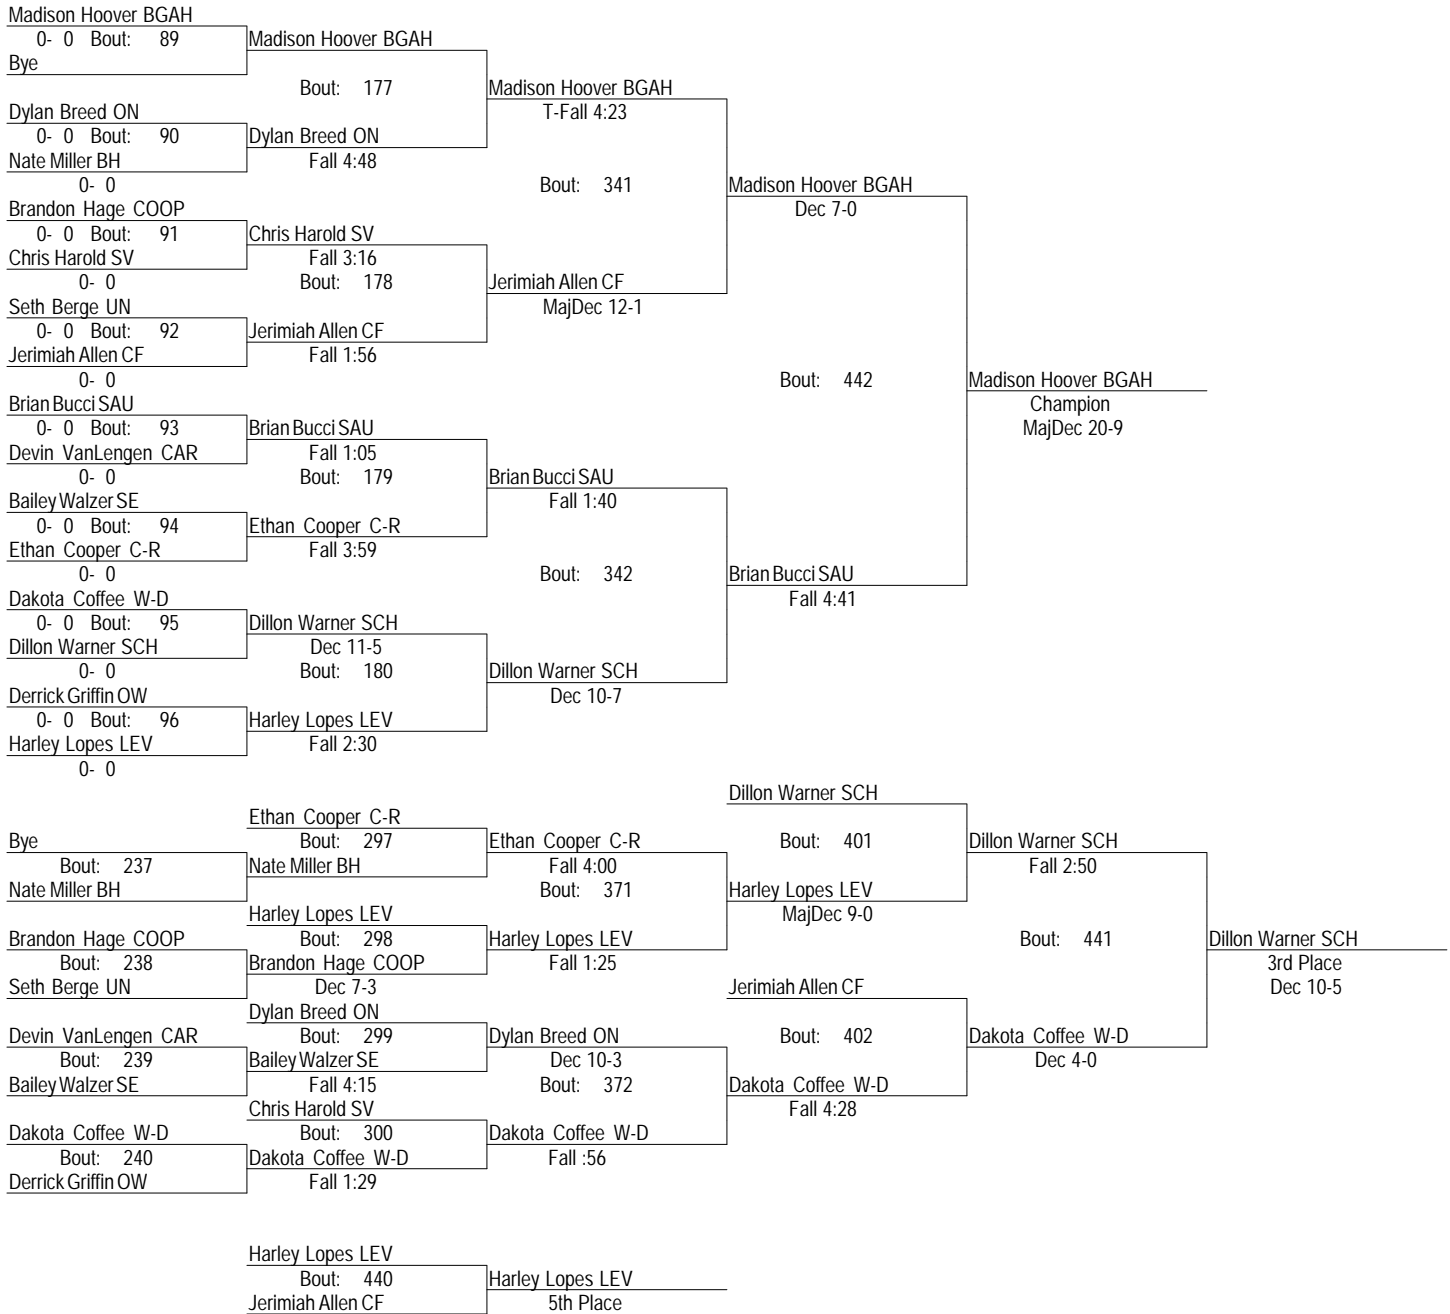 Madison Hoover BGAH
0- 0 Bout: 89 Madison Hoover BGAH
Bye
Bout: 177 Madison Hoover BGAH
Dylan Breed ON T-Fall 4:23
0- 0 Bout: 90 Dylan Breed ON
Nate Miller BH Fall 4:48
0- 0 Bout: 341 Madison Hoover BGAH
Brandon Hage COOP Dec 7-0
0- 0 Bout: 91 Chris Harold SV
Chris Harold SV Fall 3:16
0- 0 Bout: 178 Jerimiah Allen CF
Seth Berge UN MajDec 12-1
0- 0 Bout: 92 Jerimiah Allen CF
Jerimiah Allen CF Fall 1:56
0- 0 Bout: 442 Madison Hoover BGAH
Brian Bucci SAU Champion
0- 0 Bout: 93 Brian Bucci SAU MajDec 20-9
Devin VanLengen CAR Fall 1:05
0- 0 Bout: 179 Brian Bucci SAU
Bailey Walzer SE Fall 1:40
0- 0 Bout: 94 Ethan Cooper C-R
Ethan Cooper C-R Fall 3:59
0- 0 Bout: 342 Brian Bucci SAU
Dakota Coffee W-D Fall 4:41
0- 0 Bout: 95 Dillon Warner SCH
Dillon Warner SCH Dec 11-5
0- 0 Bout: 180 Dillon Warner SCH
Derrick Griffin OW Dec 10-7
0- 0 Bout: 96 Harley Lopes LEV
Harley Lopes LEV Fall 2:30
0- 0
Dillon Warner SCH
Ethan Cooper C-R
Bye Bout: 297 Ethan Cooper C-R Bout: 401 Dillon Warner SCH
Bout: 237 Nate Miller BH Fall 4:00 Fall 2:50
Nate Miller BH Bout: 371 Harley Lopes LEV
Harley Lopes LEV MajDec 9-0
Brandon Hage COOP Bout: 298 Harley Lopes LEV Bout: 441 Dillon Warner SCH
Bout: 238 Brandon Hage COOP Fall 1:25 3rd Place
Seth Berge UN Dec 7-3 Jerimiah Allen CF Dec 10-5
Dylan Breed ON
Devin VanLengen CAR Bout: 299 Dylan Breed ON Bout: 402 Dakota Coffee W-D
Bout: 239 Bailey Walzer SE Dec 10-3 Dec 4-0
Bailey Walzer SE Fall 4:15 Bout: 372 Dakota Coffee W-D
Chris Harold SV Fall 4:28
Dakota Coffee W-D Bout: 300 Dakota Coffee W-D
Bout: 240 Dakota Coffee W-D Fall :56
Derrick Griffin OW Fall 1:29
Harley Lopes LEV
Bout: 440 Harley Lopes LEV
Jerimiah Allen CF 5th Place